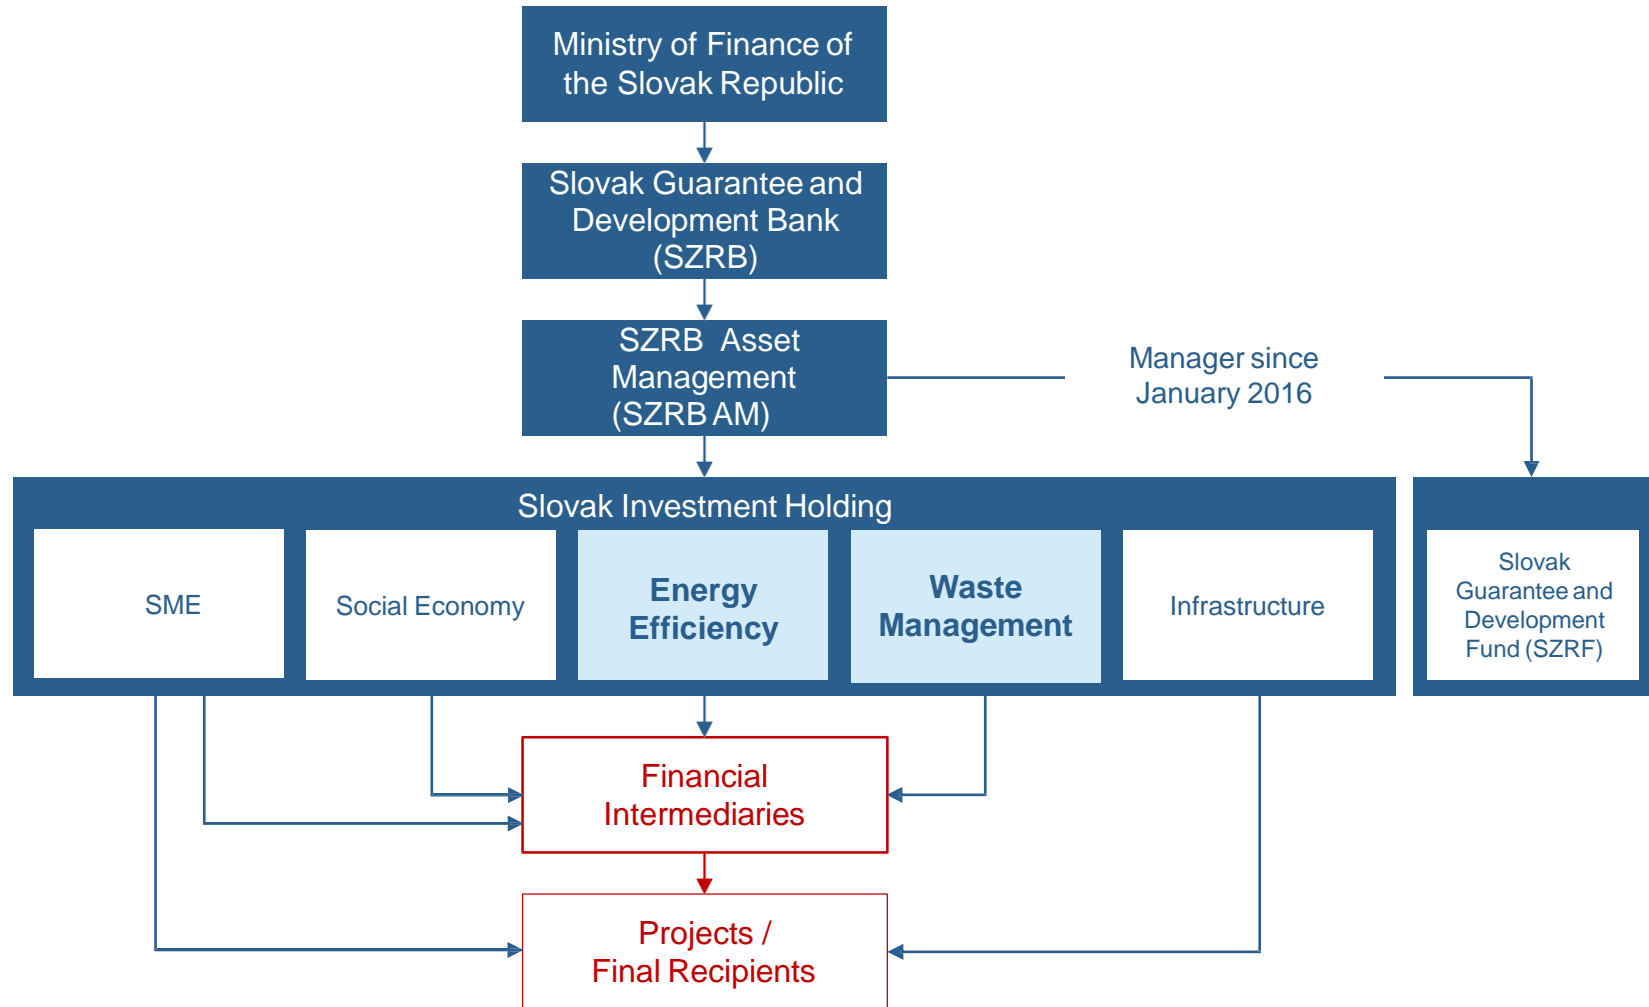 Ministry of Finance of
the Slovak Republic
Slovak Guarantee and
Development Bank
(SZRB)
SZRB Asset
Management
(SZRB AM)
Manager since
January 2016
Slovak Investment Holding
SME
Social Economy
Energy
Efficiency
Waste
Management
Infrastructure
Slovak
Guarantee and
Development
Fund (SZRF)
Financial
Intermediaries
Projects /
Final Recipients